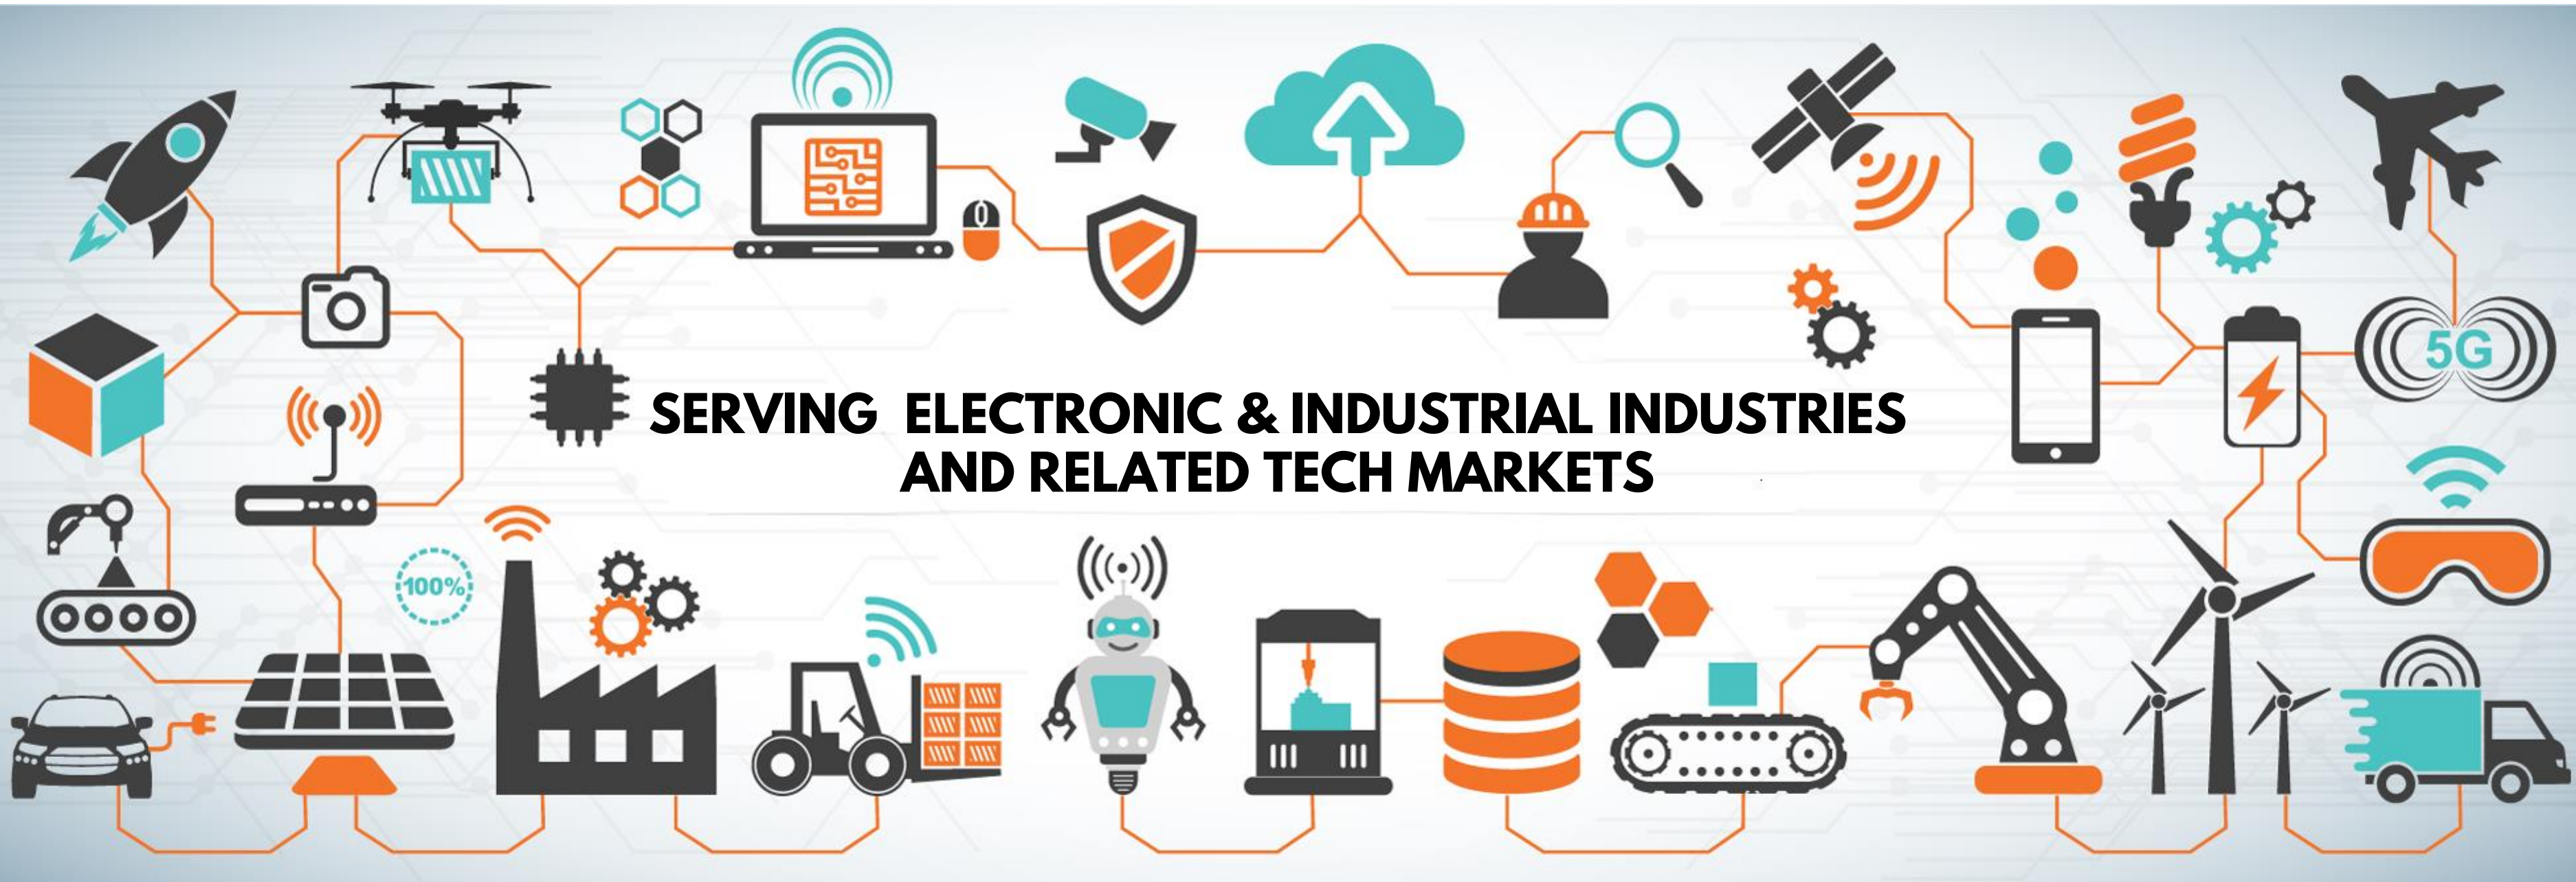 SERVING ELECTRONIC & INDUSTRIAL INDUSTRIES
AND RELATED TECH MARKETS
5G
100%